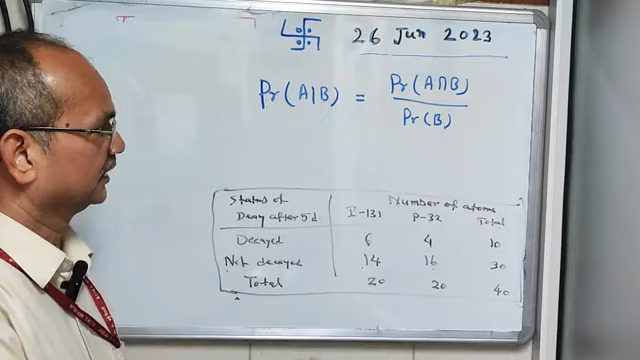 26 Jun 2023
Pr(A|B) = Pr(A∩B)
Pr(B)
Status of Number of atoms
Decay after 5d. I-131 P-32 Total
Decayed 6 4 10
Not decayed 14 16 30
Total 20 20 40